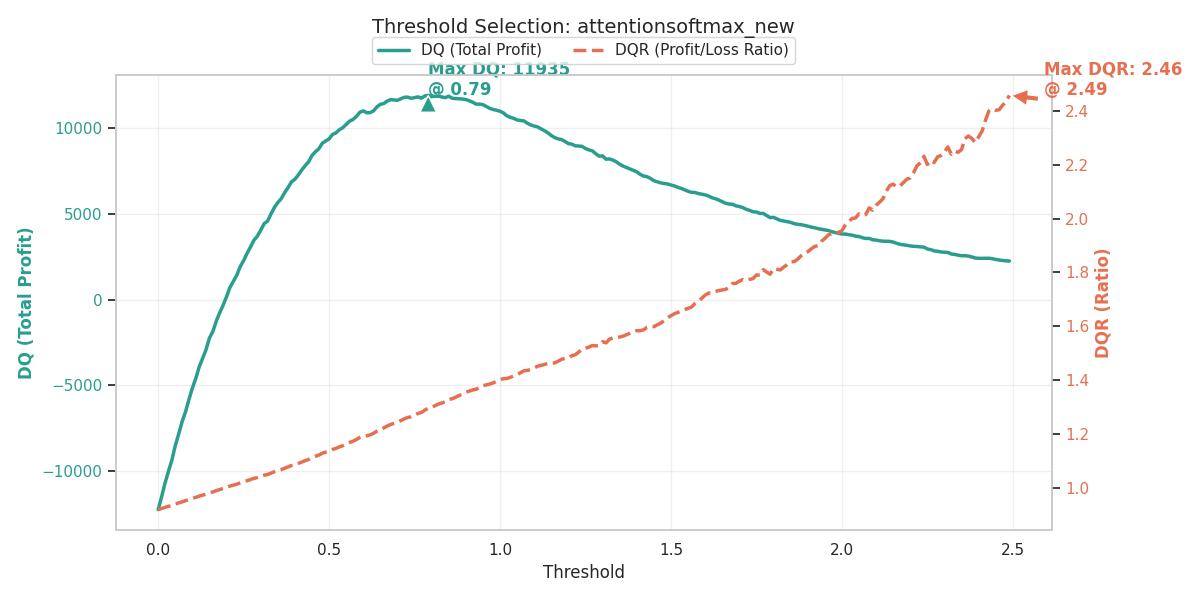 Threshold Selection: attentionsoftmax_new
DQ (Total Profit)
DQR (Profit/Loss Ratio)
Max DQ: 11935
@ 0.79
Max DQR: 2.46
@ 2.49
DQ (Total Profit)
10000
5000
0
−5000
−10000
2.4
2.2
2.0
1.8
1.6
1.4
1.2
1.0
DQR (Ratio)
0.0
0.5
1.0
1.5
2.0
2.5
Threshold